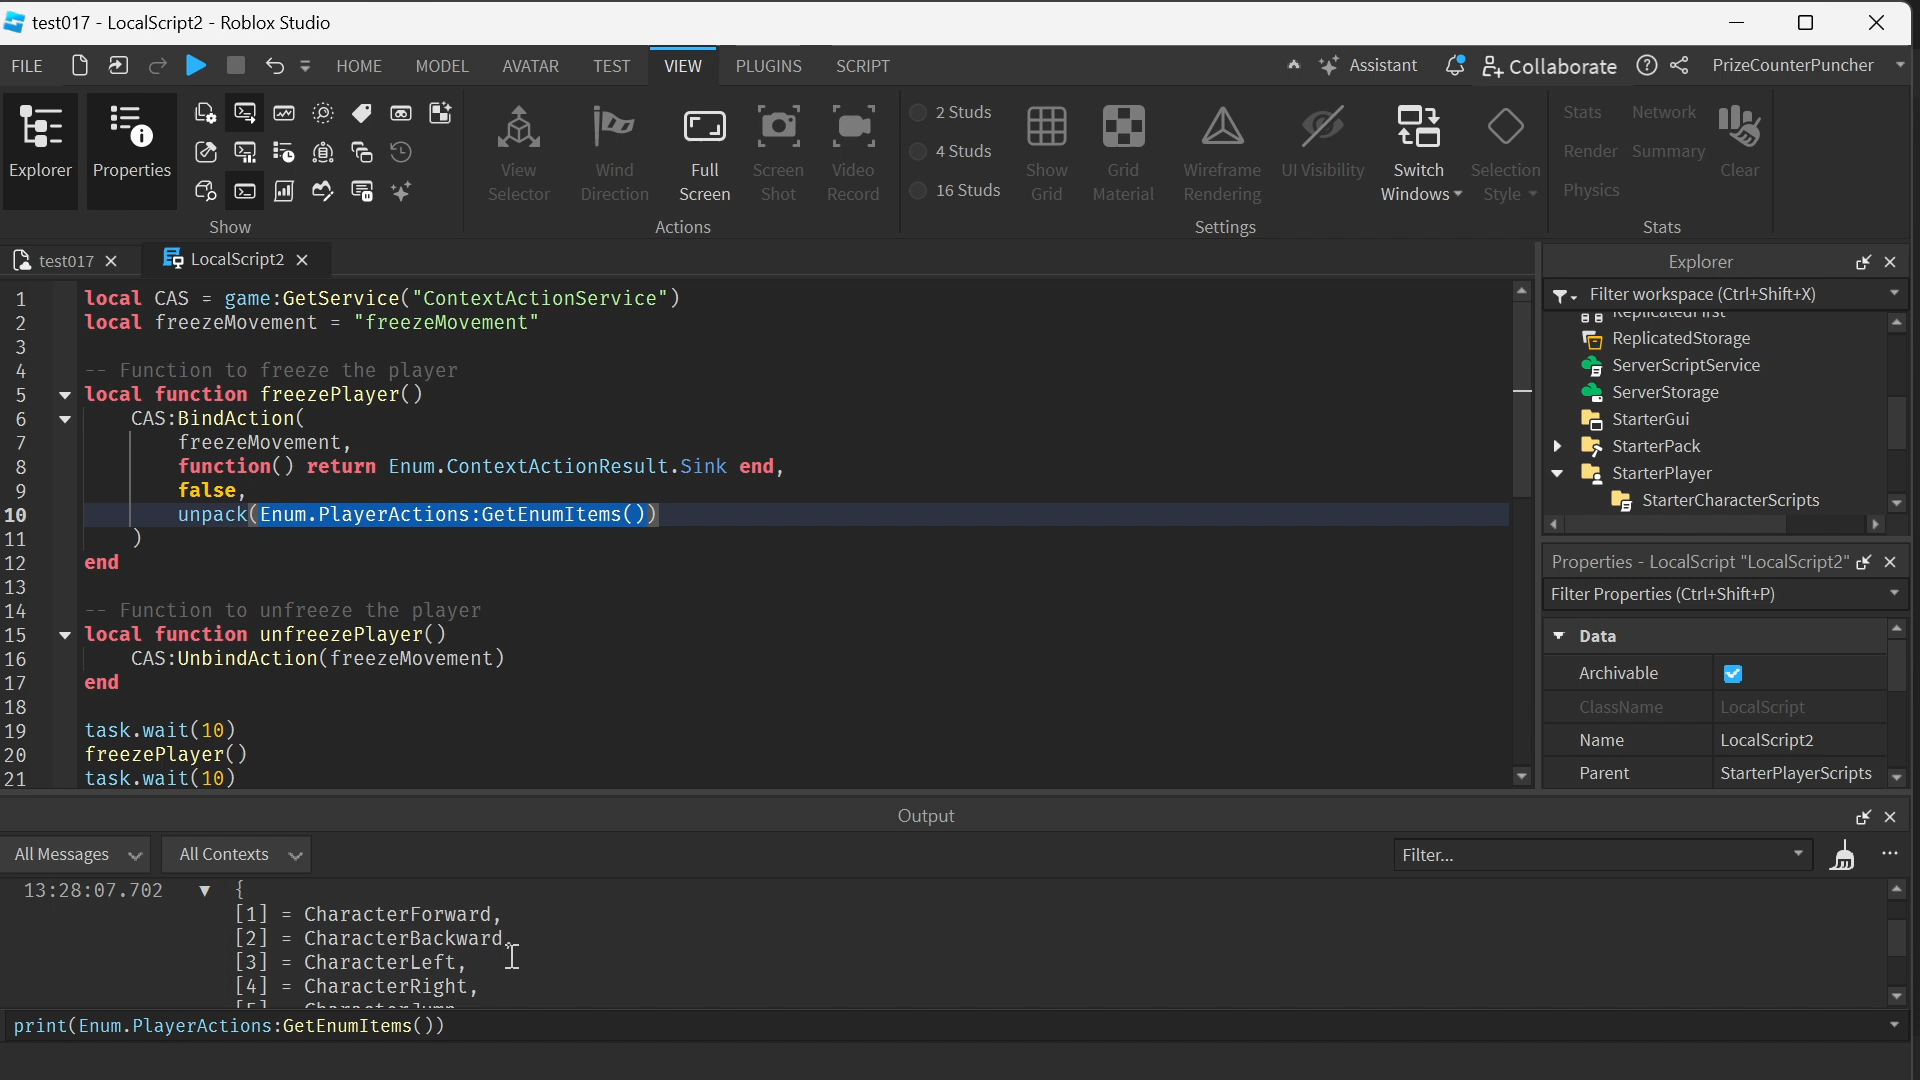 test017 - LocalScript2 - Roblox Studio
FILE HOME MODEL AVATAR TEST VIEW PLUGINS SCRIPT Assistant Collaborate PrizeCounterPuncher
Explorer
Properties
Show
View Selector
Wind Direction
Full Screen
Screen Shot
Video Record
Actions
2 Studs
4 Studs
16 Studs
Show Grid
Grid Material
Wireframe Rendering
UI Visibility
Switch Windows
Selection Style
Settings
Stats Network
Render Summary
Physics
Clear
Stats
test017 LocalScript2
1 local CAS = game:GetService("ContextActionService")
2 local freezeMovement = "freezeMovement"
3
4 -- Function to freeze the player
5 local function freezePlayer()
6 CAS:BindAction(
7 freezeMovement,
8 function() return Enum.ContextActionResult.Sink end,
9 false,
10 unpack(Enum.PlayerActions:GetEnumItems())
11 )
12 end
13
14 -- Function to unfreeze the player
15 local function unfreezePlayer()
16 CAS:UnbindAction(freezeMovement)
17 end
18
19 task.wait(10)
20 freezePlayer()
21 task.wait(10)
Explorer
Filter workspace (Ctrl+Shift+X)
ReplicatedFirst
ReplicatedStorage
ServerScriptService
ServerStorage
StarterGui
StarterPack
StarterPlayer
StarterCharacterScripts
Properties - LocalScript "LocalScript2"
Filter Properties (Ctrl+Shift+P)
Data
Archivable
ClassName LocalScript
Name LocalScript2
Parent StarterPlayerScripts
Output
All Messages All Contexts Filter... ...
13:28:07.702 {
[1] = CharacterForward,
[2] = CharacterBackward,
[3] = CharacterLeft,
[4] = CharacterRight,
[5] = CharacterJump
print(Enum.PlayerActions:GetEnumItems())